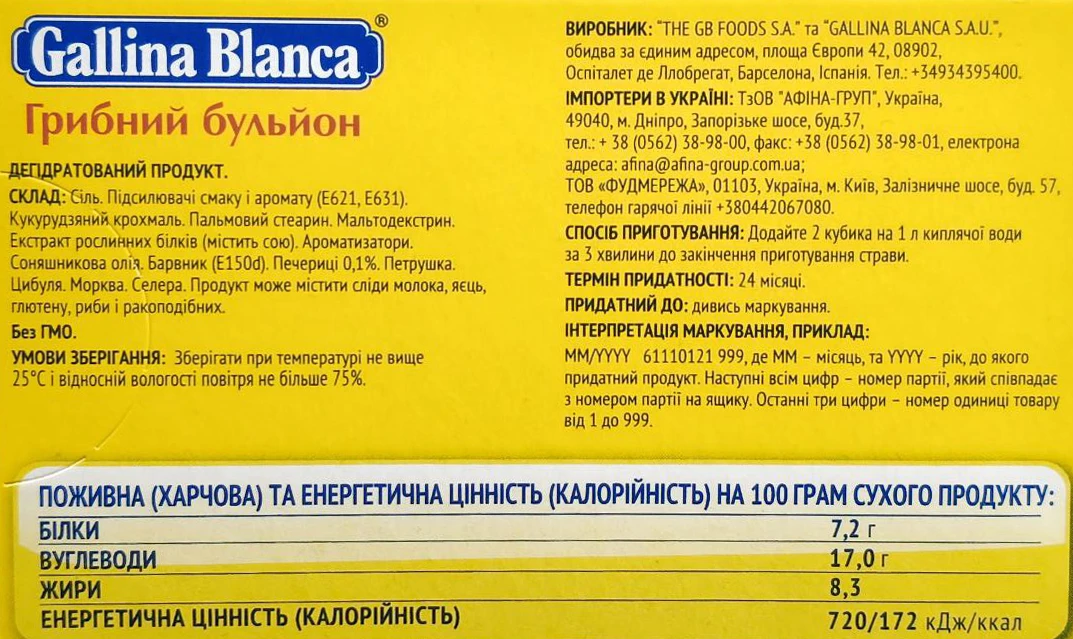 Gallina Blanca®
Грибний бульйон
ДЕГІДРАТОВАНИЙ ПРОДУКТ.
СКЛАД: Сіль. Підсилювачі смаку і аромату (Е621, Е631).
Кукурудзяний крохмаль. Пальмовий стеарин. Мальтодекстрин.
Екстракт рослинних білків (містить сою). Ароматизатори.
Соняшникова олія. Барвник (Е150d). Печериці 0,1%. Петрушка.
Цибуля. Морква. Селера. Продукт може містити сліди молока, яєць,
глютену, риби і ракоподібних.
Без ГМО.
УМОВИ ЗБЕРІГАННЯ: Зберігати при температурі не вище
25°С і відносній вологості повітря не більше 75%.
ВИРОБНИК: "THE GB FOODS S.A." та "GALLINA BLANCA S.A.U.",
обидва за єдиним адресом, площа Європи 42, 08902,
Оспіталет де Ллобрегат, Барселона, Іспанія. Тел.: +34934395400.
ІМПОРТЕРИ В УКРАЇНІ: ТзОВ "АФІНА-ГРУП", Україна,
49040, м. Дніпро, Запорізьке шосе, буд.37,
тел.: + 38 (0562) 38-98-00, факс: +38 (0562) 38-98-01, електрона
адреса: afina@afina-group.com.ua;
ТОВ «ФУДМЕРЕЖА», 01103, Україна, м. Київ, Залізничне шосе, буд. 57,
телефон гарячої лінії +380442067080.
СПОСІБ ПРИГОТУВАННЯ: Додайте 2 кубика на 1 л киплячої води
за 3 хвилини до закінчення приготування страви.
ТЕРМІН ПРИДАТНОСТІ: 24 місяці.
ПРИДАТНИЙ ДО: дивись маркування.
ІНТЕРПРЕТАЦІЯ МАРКУВАННЯ, ПРИКЛАД:
MM/YYYY 61110121 999, де ММ – місяць, та YYYY – рік, до якого
придатний продукт. Наступні всім цифр – номер партії, який співпадає
з номером партії на ящику. Останні три цифри – номер одиниці товару
від 1 до 999.
ПОЖИВНА (ХАРЧОВА) ТА ЕНЕРГЕТИЧНА ЦІННІСТЬ (КАЛОРІЙНІСТЬ) НА 100 ГРАМ СУХОГО ПРОДУКТУ:
БІЛКИ 7,2 г
ВУГЛЕВОДИ 17,0 г
ЖИРИ 8,3
ЕНЕРГЕТИЧНА ЦІННІСТЬ (КАЛОРІЙНІСТЬ) 720/172 кДж/ккал